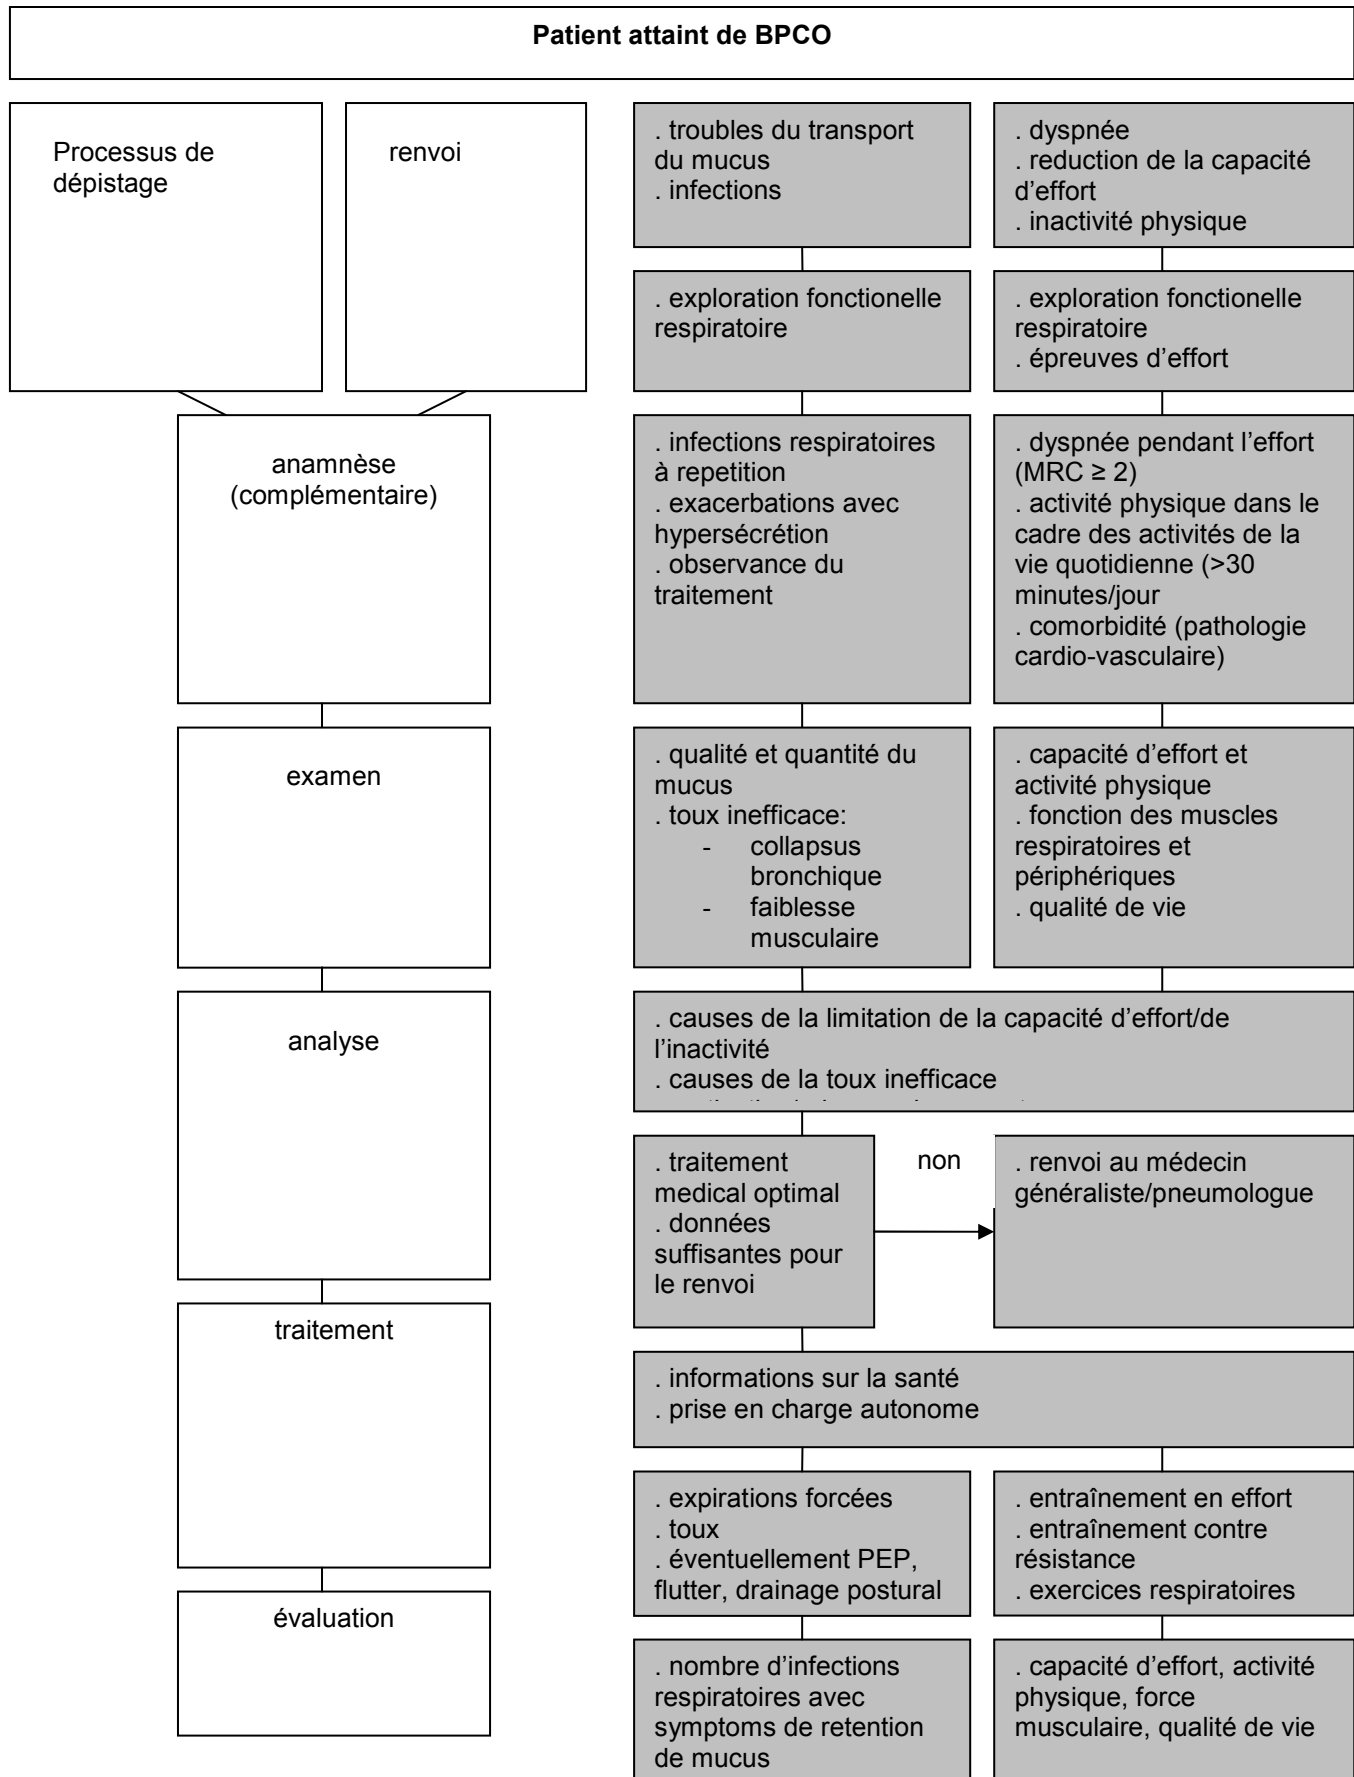 Patient attaint de BPCO
Processus de
dépistage
renvoi
. troubles du transport
du mucus
. infections
. dyspnée
. reduction de la capacité
d’effort
. inactivité physique
. exploration fonctionelle
respiratoire
. exploration fonctionelle
respiratoire
. épreuves d’effort
anamnèse
(complémentaire)
. infections respiratoires
à repetition
. exacerbations avec
hypersécrétion
. observance du
traitement
. dyspnée pendant l’effort
(MRC ≥ 2)
. activité physique dans le
cadre des activités de la
vie quotidienne (>30
minutes/jour
. comorbidité (pathologie
cardio-vasculaire)
examen
. qualité et quantité du
mucus
. toux inefficace:
- collapsus
bronchique
- faiblesse
musculaire
. capacité d’effort et
activité physique
. fonction des muscles
respiratoires et
périphériques
. qualité de vie
analyse
. causes de la limitation de la capacité d’effort/de
l’inactivité
. causes de la toux inefficace
. traitement
medical optimal
. données
suffisantes pour
le renvoi
non
. renvoi au médecin
généraliste/pneumologue
traitement
. informations sur la santé
. prise en charge autonome
. expirations forcées
. toux
. éventuellement PEP,
flutter, drainage postural
. entraînement en effort
. entraînement contre
résistance
. exercices respiratoires
évaluation
. nombre d’infections
respiratoires avec
symptoms de retention
de mucus
. capacité d’effort, activité
physique, force
musculaire, qualité de vie